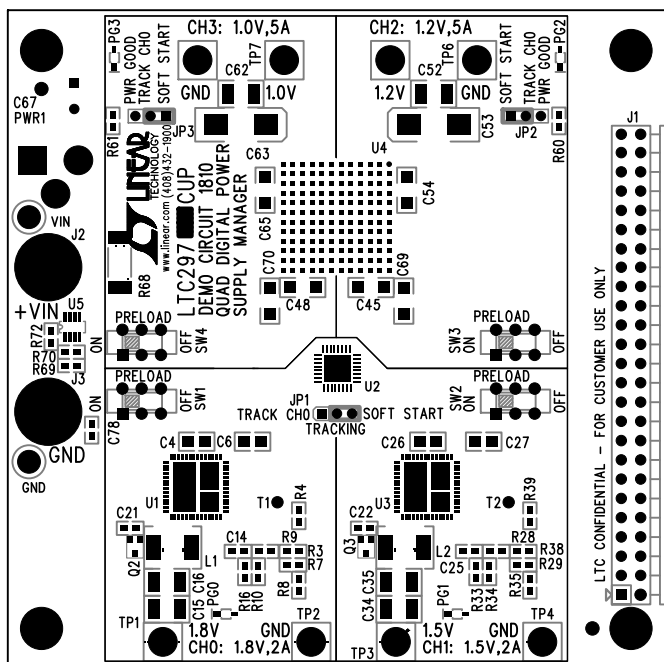 PG3
PWR GOOD
TRACK CH0
SOFT START
CH3: 1.0V,5A
TP7
C62
GND
1.0V
CH2: 1.2V,5A
TP6
C52
1.2V
GND
SOFT START
TRACK CH0
PWR GOOD
PG2
C67
PWR1
R61
JP3
C53
JP2
R60
J1
U4
C63
C65
C54
LINEAR
TECHNOLOGY
www.linear.com (408)432-1900
LTC297 CUP
DEMO CIRCUIT 1810
QUAD DIGITAL POWER
SUPPLY MANAGER
VIN
J2
R68
C70
C48
C45
C69
+VIN
U5
R72
R70
R69
PRELOAD
ON
OFF
SW4
PRELOAD
SW3
ON
OFF
J3
ON
PRELOAD
OFF
SW1
U2
JP1
TRACK CH0
SOFT START
TRACKING
SW2
ON
PRELOAD
OFF
GND
C78
GND
C4
C6
C26
C27
U1
T1
R4
U3
T2
R39
C21
Q2
L1
C14
R9
R3
R7
R16
R10
R8
C16
C15
PG0
TP1
1.8V
CH0: 1.8V,2A
TP2
GND
C22
Q3
L2
C25
R28
R38
R29
R33
R34
R35
C35
C34
PG1
TP3
1.5V
CH1: 1.5V,2A
GND
TP4
LTC CONFIDENTIAL - FOR CUSTOMER USE ONLY